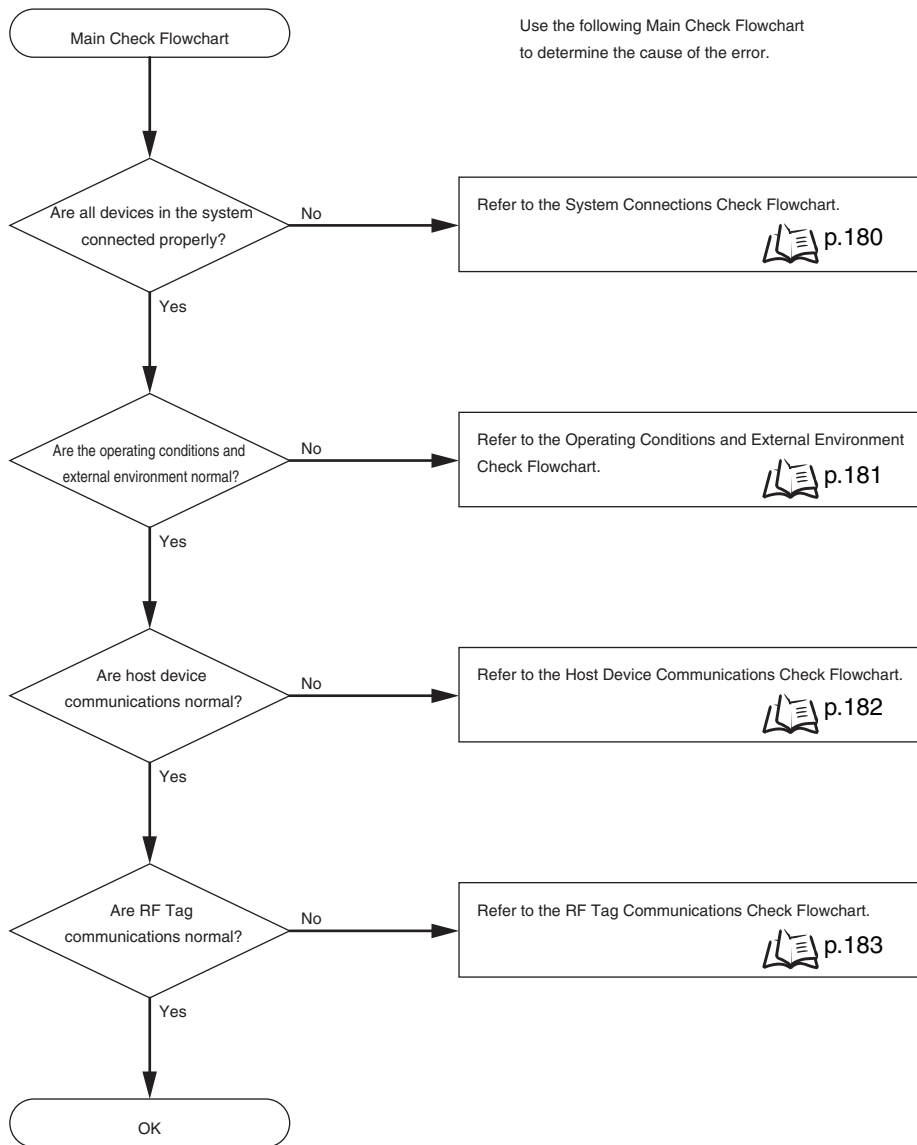 Main Check Flowchart
Use the following Main Check Flowchart
to determine the cause of the error.
Are all devices in the system
connected properly?
No
Refer to the System Connections Check Flowchart.
p.180
Yes
Are the operating conditions and
external environment normal?
No
Refer to the Operating Conditions and External Environment
Check Flowchart.
p.181
Yes
Are host device
communications normal?
No
Refer to the Host Device Communications Check Flowchart.
p.182
Yes
Are RF Tag
communications normal?
No
Refer to the RF Tag Communications Check Flowchart.
p.183
Yes
OK